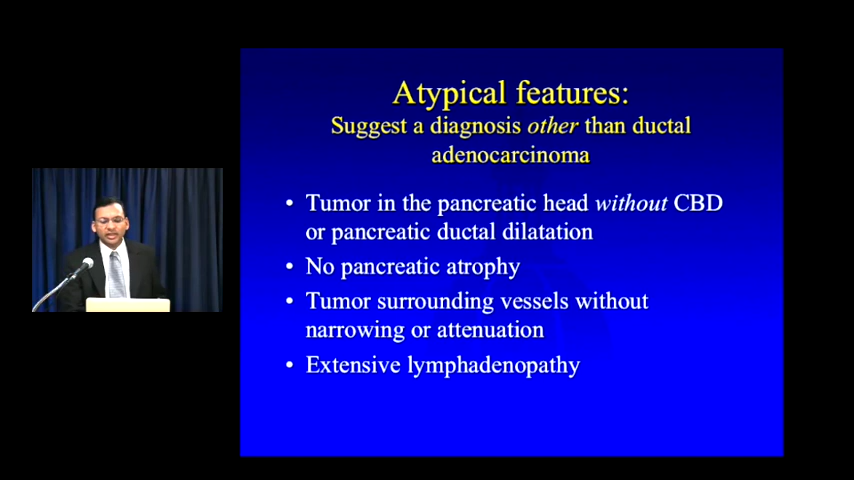 Atypical features:
Suggest a diagnosis other than ductal
adenocarcinoma
• Tumor in the pancreatic head without CBD
or pancreatic ductal dilatation
• No pancreatic atrophy
• Tumor surrounding vessels without
narrowing or attenuation
• Extensive lymphadenopathy